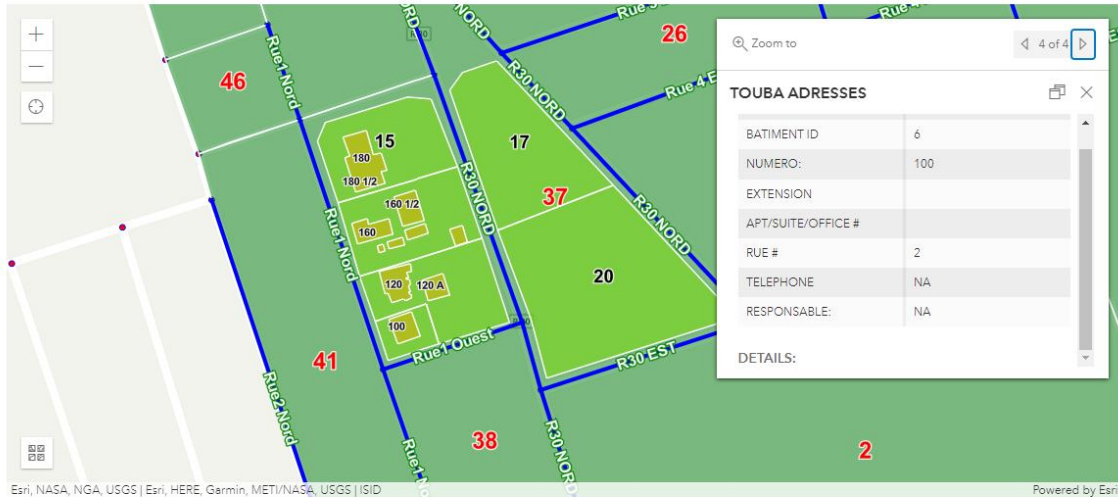 46
26
15
17
37
20
41
38
2
180
180 1/2
160 1/2
160
120
120 A
100
Rue1 Nord
Rue1 Nord
Rue2 Nord
Rue1 Ouest
R30 NORD
R30 NORD
R30 NORD
R30 NORD
R30 NORD
R30 EST
Rue 4 E
Zoom to
4 of 4
TOUBA ADRESSES
BATIMENT ID 6
NUMERO: 100
EXTENSION
APT/SUITE/OFFICE #
RUE # 2
TELEPHONE NA
RESPONSABLE: NA
DETAILS:
Esri, NASA, NGA, USGS | Esri, HERE, Garmin, METI/NASA, USGS | ISID
Powered by Esri